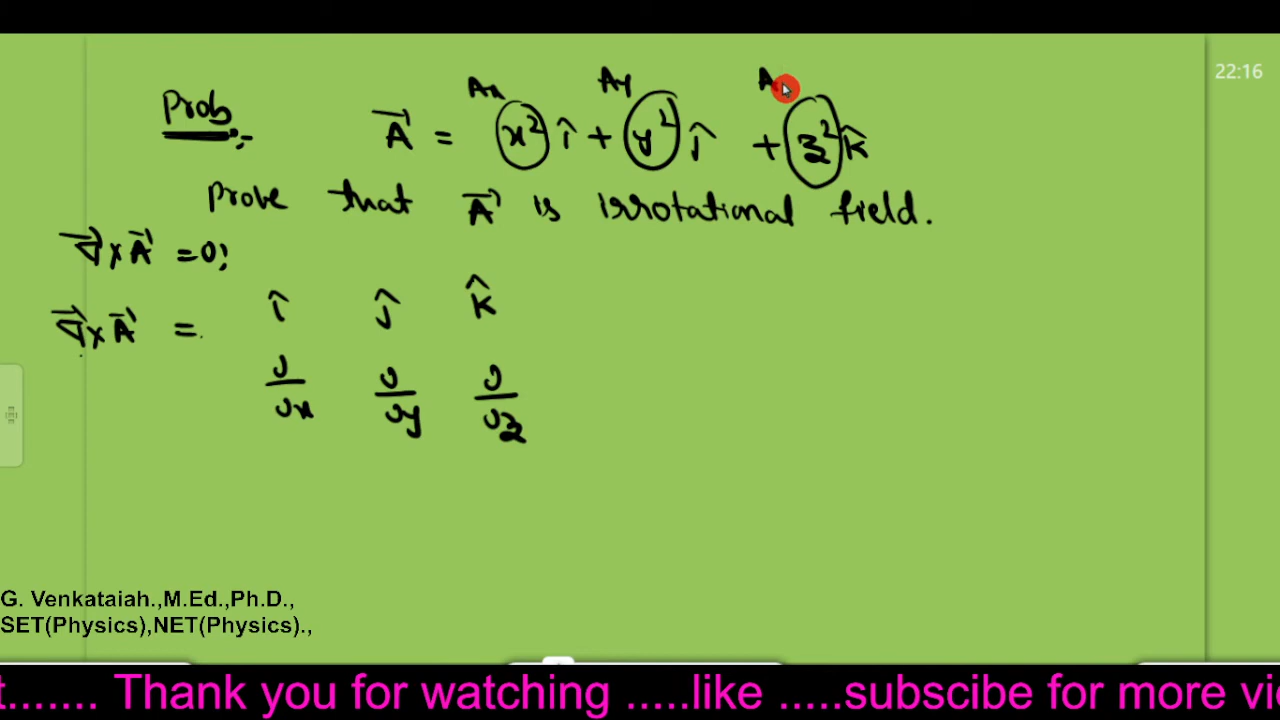 22:16
Ax Ay A
Prob :- A⃗ = x² î + y² ĵ + z² k̂
Prove that A⃗ is irrotational field.
∇⃗ × A⃗ = 0;
∇⃗ × A⃗ = î ĵ k̂
∂/∂x ∂/∂y ∂/∂z
G. Venkataiah.,M.Ed.,Ph.D.,
SET(Physics),NET(Physics).,
t....... Thank you for watching .....like .....subscibe for more vi